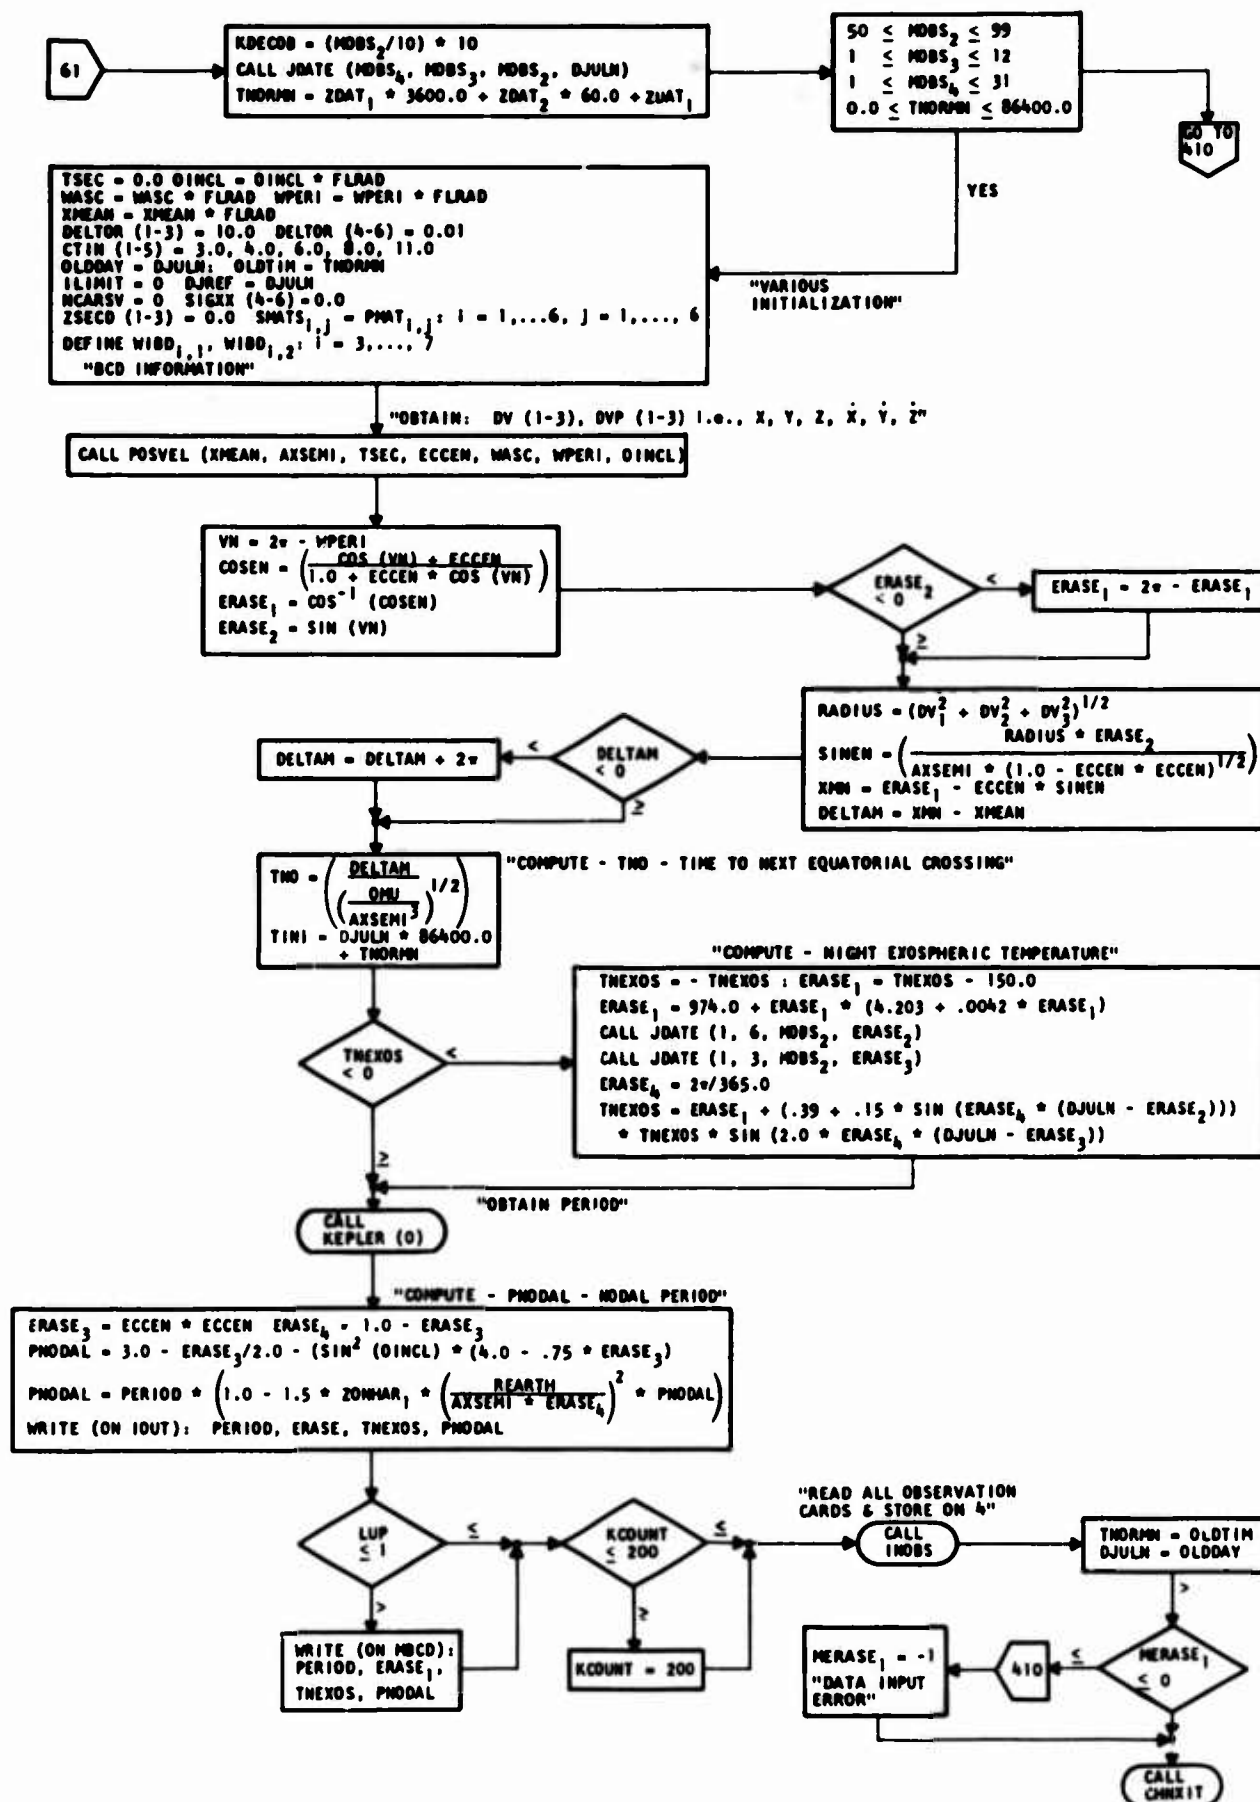 61
KDECOB = (MOBS₂/10) * 10
CALL JDATE (MOBS₄, MOBS₃, MOBS₂, DJULN)
TNORMN = ZDAT₁ * 3600.0 + ZDAT₂ * 60.0 + ZDAT₁
50 ≤ MOBS₂ ≤ 99
1 ≤ MOBS₃ ≤ 12
1 ≤ MOBS₄ ≤ 31
0.0 ≤ TNORMN ≤ 86400.0
GO TO
410
YES
"VARIOUS
INITIALIZATION"
TSEC = 0.0 OINCL = OINCL * FLRAD
WASC = WASC * FLRAD WPERI = WPERI * FLRAD
XMEAN = XMEAN * FLRAD
DELTOR (1-3) = 10.0 DELTOR (4-6) = 0.01
CTIN (1-5) = 3.0, 4.0, 6.0, 8.0, 11.0
OLDDAY = DJULN: OLDTIM = TNORMN
ILIMIT = 0 DJREF = DJULN
NCARSV = 0 SIGXX (4-6) = 0.0
ZSECD (1-3) = 0.0 SMATS i,j = PMAT i,j : i = 1,...6, j = 1,..., 6
DEFINE WIBD i,1, WIBD i,2: i = 3,..., 7
"BCD INFORMATION"
"OBTAIN: DV (1-3), DVP (1-3) i.e., X, Y, Z, Ẋ, Ẏ, Ż"
CALL POSVEL (XMEAN, AXSEMI, TSEC, ECCEN, WASC, WPERI, OINCL)
VN = 2π - WPERI
COSEN = (COS (VN) + ECCEN / 1.0 + ECCEN * COS (VN))
ERASE₁ = COS⁻¹ (COSEN)
ERASE₂ = SIN (VN)
ERASE₂
< 0
<
ERASE₁ = 2π - ERASE₁
≥
RADIUS = (DV₁² + DV₂² + DV₃²)^1/2
SINEN = (RADIUS * ERASE₂ / AXSEMI * (1.0 - ECCEN * ECCEN)^1/2)
XMN = ERASE₁ - ECCEN * SINEN
DELTAM = XMN - XMEAN
DELTAM
< 0
<
DELTAM = DELTAM + 2π
≥
"COMPUTE - TNO - TIME TO NEXT EQUATORIAL CROSSING"
TNO = (DELTAM / (OMU / AXSEMI³)^1/2)
TINI = DJULN * 86400.0
+ TNORMN
"COMPUTE - NIGHT EXOSPHERIC TEMPERATURE"
TNEXOS
< 0
<
TNEXOS = - TNEXOS : ERASE₁ = TNEXOS - 150.0
ERASE₁ = 974.0 + ERASE₁ * (4.203 + .0042 * ERASE₁)
CALL JDATE (1, 6, MOBS₂, ERASE₂)
CALL JDATE (1, 3, MOBS₂, ERASE₃)
ERASE₄ = 2π/365.0
TNEXOS = ERASE₁ + (.39 + .15 * SIN (ERASE₄ * (DJULN - ERASE₂)))
* TNEXOS * SIN (2.0 * ERASE₄ * (DJULN - ERASE₃))
≥
"OBTAIN PERIOD"
CALL
KEPLER (0)
"COMPUTE - PNODAL - NODAL PERIOD"
ERASE₃ = ECCEN * ECCEN ERASE₄ = 1.0 - ERASE₃
PNODAL = 3.0 - ERASE₃/2.0 - (SIN² (OINCL) * (4.0 - .75 * ERASE₃)
PNODAL = PERIOD * (1.0 - 1.5 * ZONHAR₁ * (REARTH / AXSEMI * ERASE₄)² * PNODAL)
WRITE (ON IOUT): PERIOD, ERASE, TNEXOS, PNODAL
LUP
≤ 1
≤
>
WRITE (ON MBCD):
PERIOD, ERASE₁,
TNEXOS, PNODAL
KCOUNT
≤ 200
≤
≥
KCOUNT = 200
"READ ALL OBSERVATION
CARDS & STORE ON 4"
CALL
INOBS
TNORMN = OLDTIM
DJULN = OLDDAY
>
MERASE₁
≤ 0
≤
410
MERASE₁ = -1
"DATA INPUT
ERROR"
CALL
CHNXIT